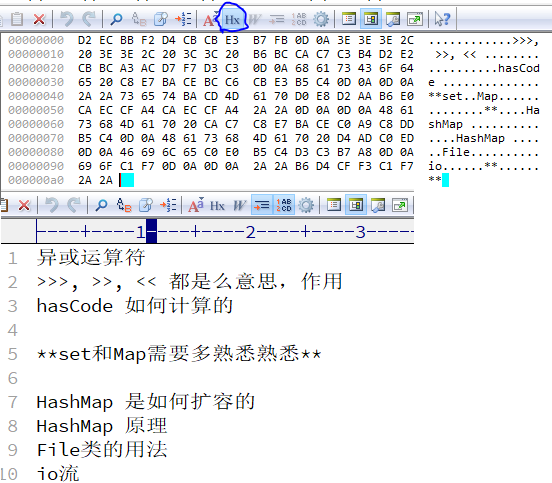 Hx W 1AB 2CD
00000000 D2 EC BB F2 D4 CB CB E3 B7 FB 0D 0A 3E 3E 3E 2C ............>>>,
00000010 20 3E 3E 2C 20 3C 3C 20 B6 BC CA C7 C3 B4 D2 E2 >>, << ........
00000020 CB BC A3 AC D7 F7 D3 C3 0D 0A 68 61 73 43 6F 64 ..........hasCod
00000030 65 20 C8 E7 BA CE BC C6 CB E3 B5 C4 0D 0A 0D 0A e ..............
00000040 2A 2A 73 65 74 BA CD 4D 61 70 D0 E8 D2 AA B6 E0 **set..Map......
00000050 CA EC CF A4 CA EC CF A4 2A 2A 0D 0A 0D 0A 48 61 ........**....Ha
00000060 73 68 4D 61 70 20 CA C7 C8 E7 BA CE C0 A9 C8 DD shMap ..........
00000070 B5 C4 0D 0A 48 61 73 68 4D 61 70 20 D4 AD C0 ED ....HashMap ....
00000080 0D 0A 46 69 6C 65 C0 E0 B5 C4 D3 C3 B7 A8 0D 0A ..File..........
00000090 69 6F C1 F7 0D 0A 0D 0A 2A 2A B6 D4 CF F3 C1 F7 io......**......
000000a0 2A 2A **
Hx W 1AB 2CD
1 2 3
1 异或运算符
2 >>>, >>, << 都是么意思，作用
3 hasCode 如何计算的
4
5 **set和Map需要多熟悉熟悉**
6
7 HashMap 是如何扩容的
8 HashMap 原理
9 File类的用法
10 io流